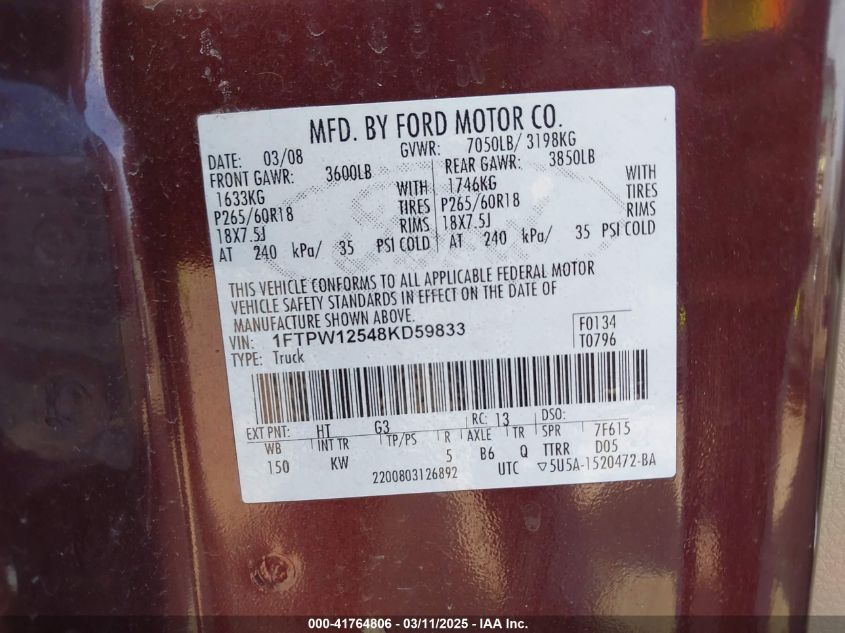 MFD. BY FORD MOTOR CO.
DATE: 03/08 GVWR: 7050LB/ 3198KG
FRONT GAWR: 3600LB REAR GAWR: 3850LB
1633KG WITH 1746KG WITH
P265/60R18 TIRES P265/60R18 TIRES
18X7.5J RIMS 18X7.5J RIMS
AT 240 kPa/ 35 PSI COLD AT 240 kPa/ 35 PSI COLD
THIS VEHICLE CONFORMS TO ALL APPLICABLE FEDERAL MOTOR
VEHICLE SAFETY STANDARDS IN EFFECT ON THE DATE OF
MANUFACTURE SHOWN ABOVE.
VIN: 1FTPW12548KD59833 F0134
TYPE: Truck T0796
EXT PNT: HT G3 RC: 13 DSO:
WB INT TR TP/PS R AXLE TR SPR 7F615
150 KW 5 B6 Q TTRR D05
2200803126892 UTC ▽5U5A-1520472-BA
000-41764806 - 03/11/2025 - IAA Inc.